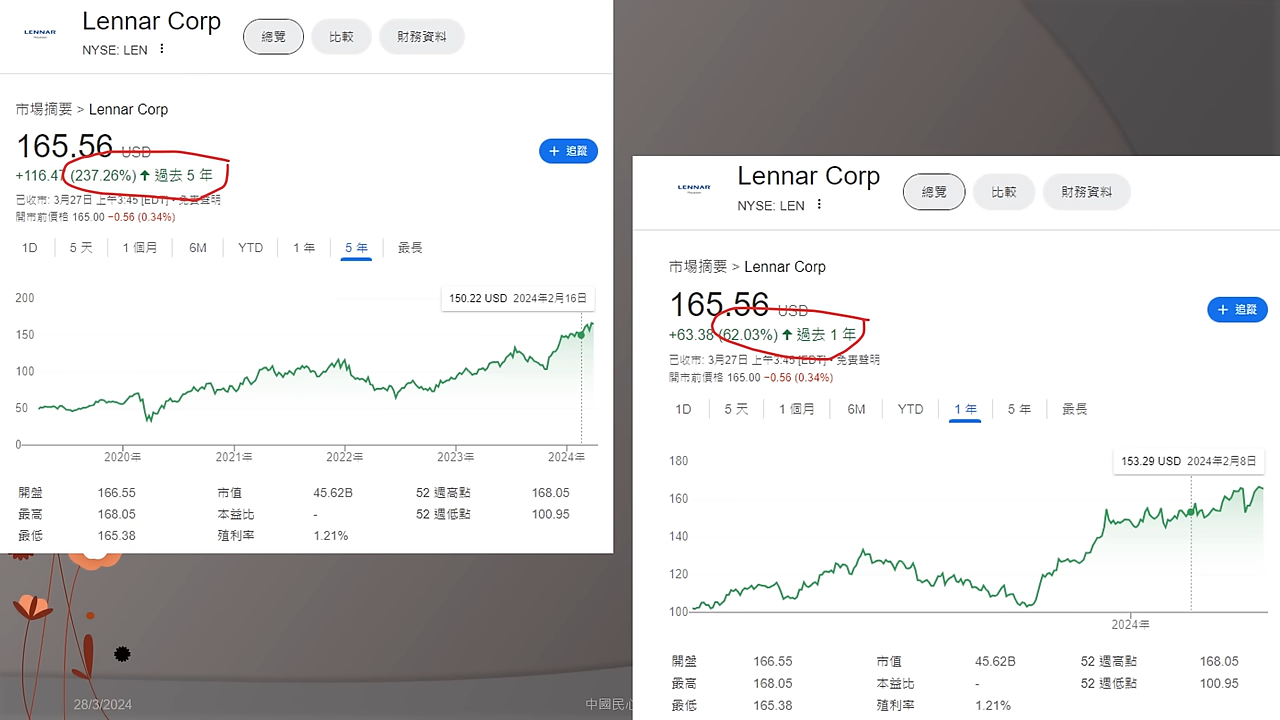 LENNAR
Lennar Corp
NYSE: LEN
總覽
比較
財務資料
市場摘要 > Lennar Corp
165.56 USD
+ 追蹤
+116.47 (237.26%) ↑ 過去 5 年
已收市: 3月27日 上午3:45 [EDT] • 免責聲明
開市前價格 165.00 −0.56 (0.34%)
1D 5 天 1 個月 6M YTD 1 年 5 年 最長
150.22 USD 2024年2月16日
200
150
100
50
0
2020年 2021年 2022年 2023年 2024年
開盤 166.55 市值 45.62B 52 週高點 168.05
最高 168.05 本益比 - 52 週低點 100.95
最低 165.38 殖利率 1.21%
28/3/2024
中國民心
LENNAR
Lennar Corp
NYSE: LEN
總覽
比較
財務資料
市場摘要 > Lennar Corp
165.56 USD
+ 追蹤
+63.38 (62.03%) ↑ 過去 1 年
已收市: 3月27日 上午3:45 [EDT] • 免責聲明
開市前價格 165.00 −0.56 (0.34%)
1D 5 天 1 個月 6M YTD 1 年 5 年 最長
153.29 USD 2024年2月8日
180
160
140
120
100
2024年
開盤 166.55 市值 45.62B 52 週高點 168.05
最高 168.05 本益比 - 52 週低點 100.95
最低 165.38 殖利率 1.21%